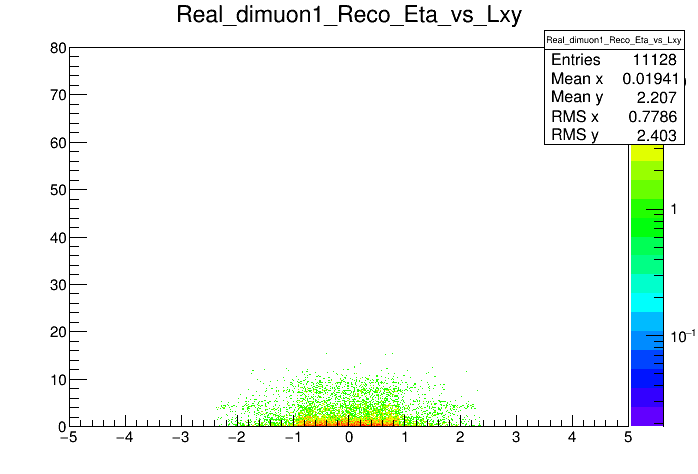 Real_dimuon1_Reco_Eta_vs_Lxy
Real_dimuon1_Reco_Eta_vs_Lxy
Entries 11128
Mean x 0.01941
Mean y 2.207
RMS x 0.7786
RMS y 2.403
80
70
60
50
40
30
20
10
0
−5 −4 −3 −2 −1 0 1 2 3 4 5
1
10−1